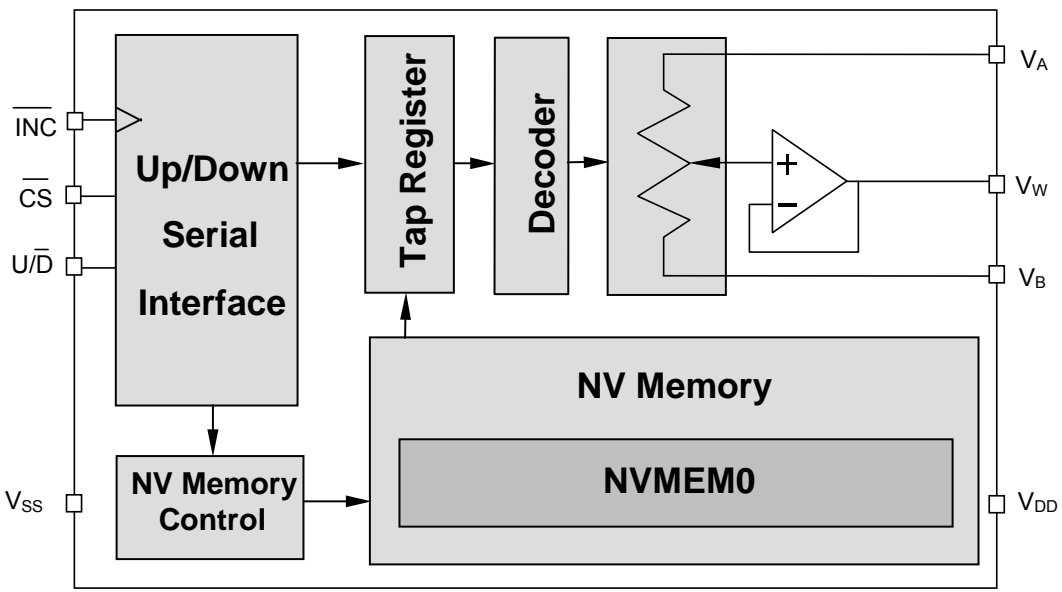 INC
CS
U/D
Up/Down
Serial
Interface
Tap Register
Decoder
+
−
VA
VW
VB
NV Memory
NVMEM0
NV Memory
Control
VSS
VDD